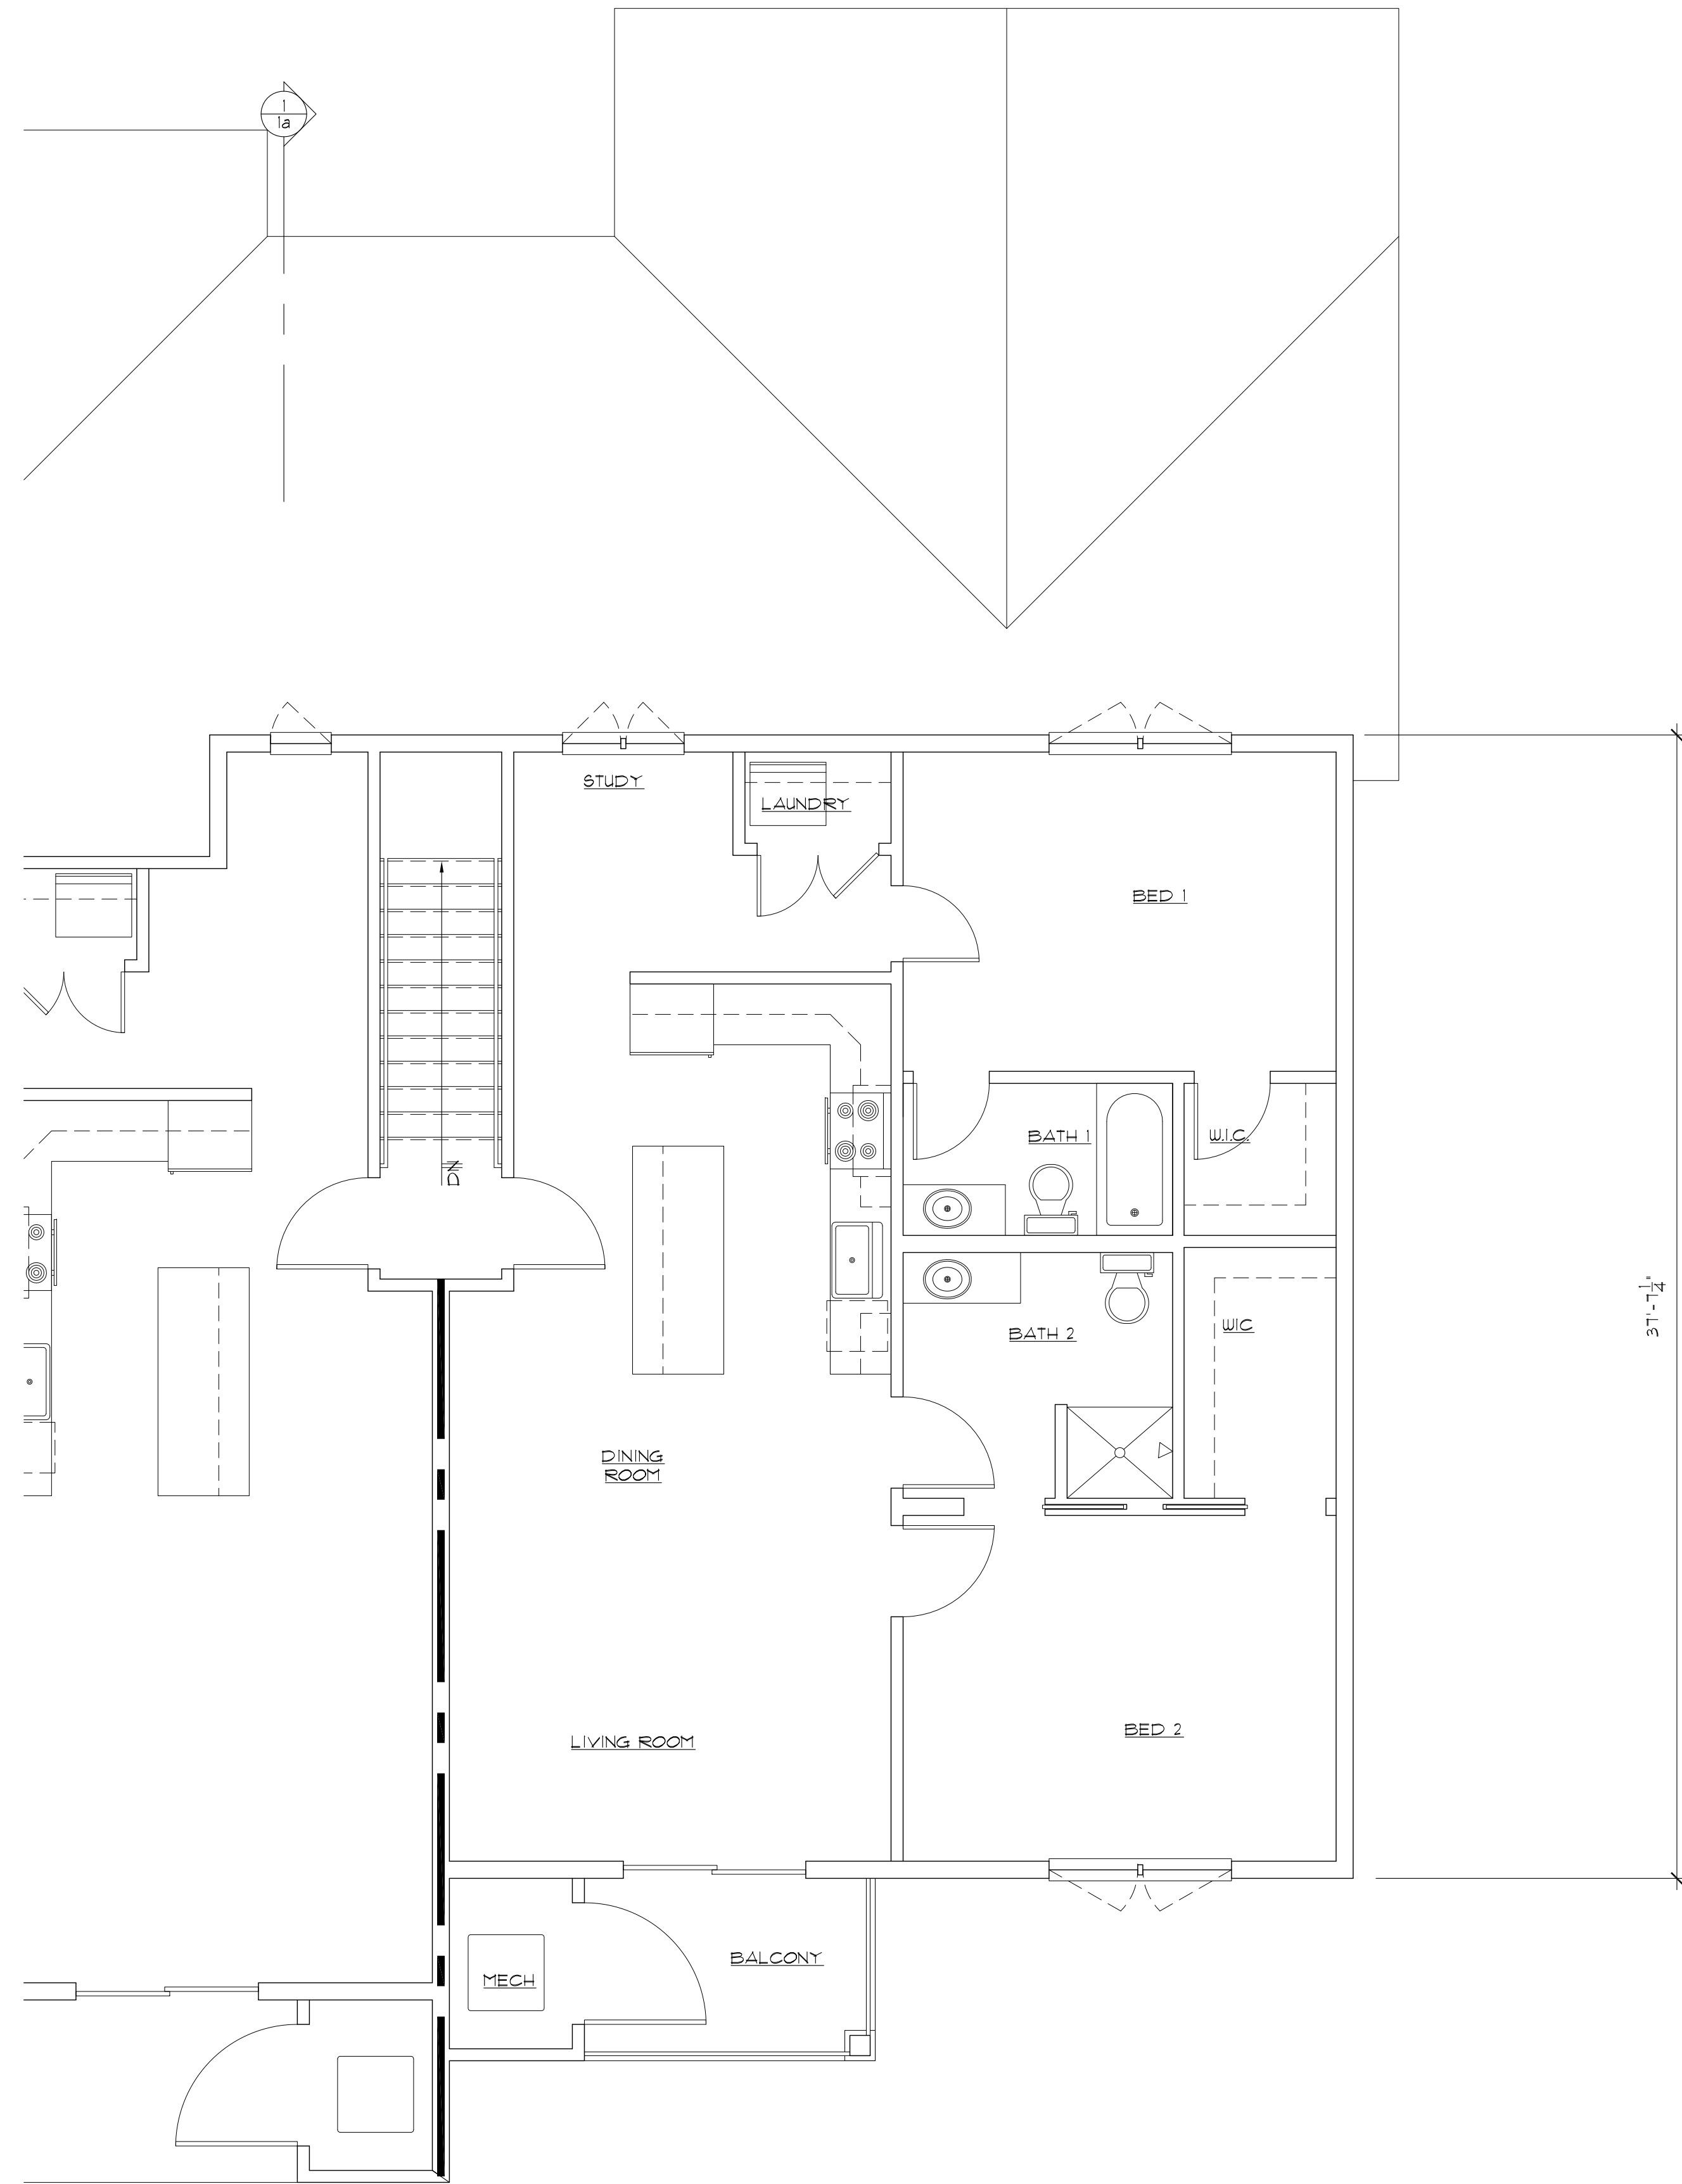 1
1a
STUDY
LAUNDRY
BED 1
BATH 1
W.I.C.
DN
37'-7 1/4"
BATH 2
WIC
DINING
ROOM
BED 2
LIVING ROOM
BALCONY
MECH